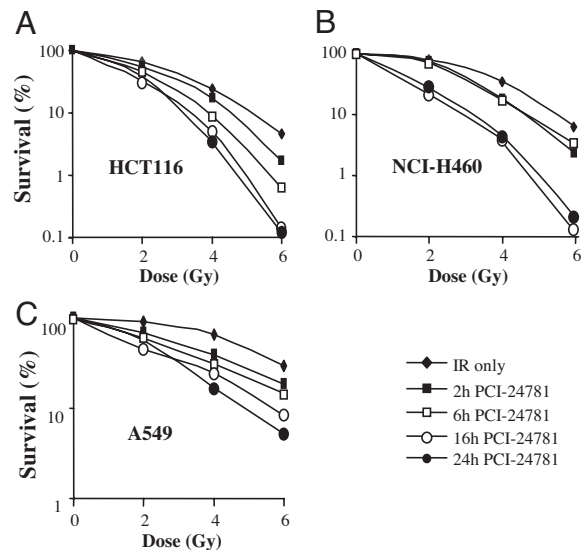 A
Survival (%)
100
10
1
0.1
HCT116
0 2 4 6
Dose (Gy)
B
100
10
1
0.1
NCI-H460
0 2 4 6
Dose (Gy)
C
Survival (%)
100
10
1
A549
0 2 4 6
Dose (Gy)
IR only
2h PCI-24781
6h PCI-24781
16h PCI-24781
24h PCI-24781